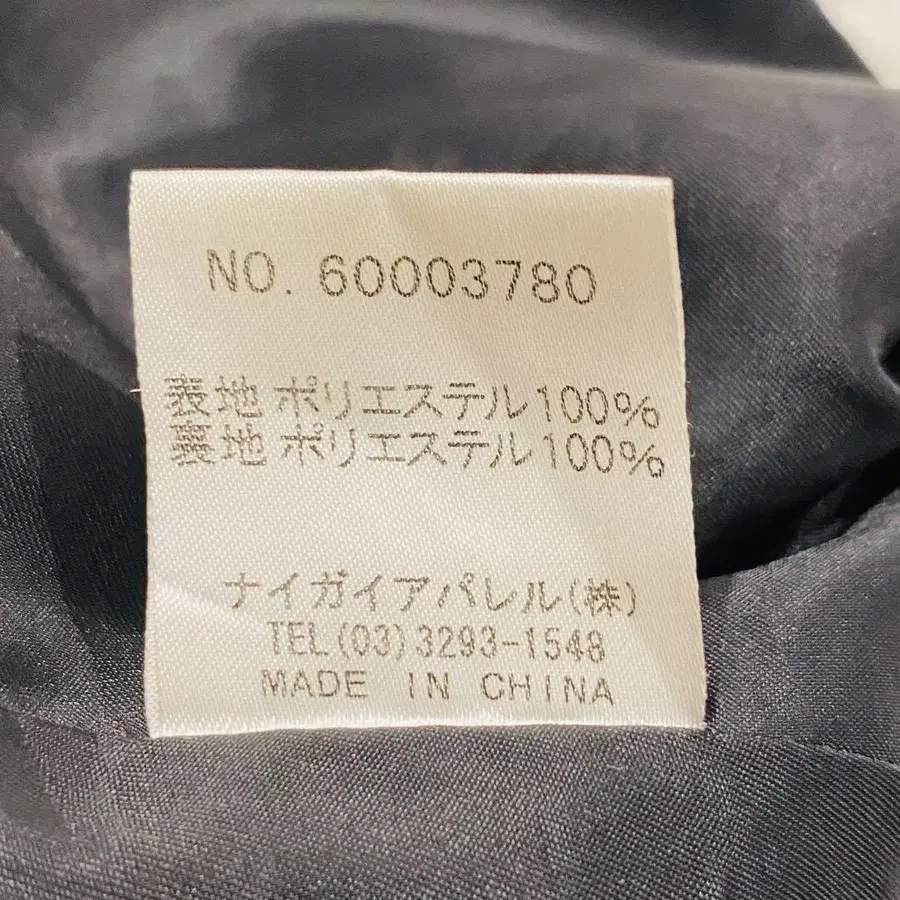 NO. 60003780
表地 ポリエステル100%
裏地 ポリエステル100%
ナイガイアパレル(株)
TEL(03)3293-1548
MADE IN CHINA